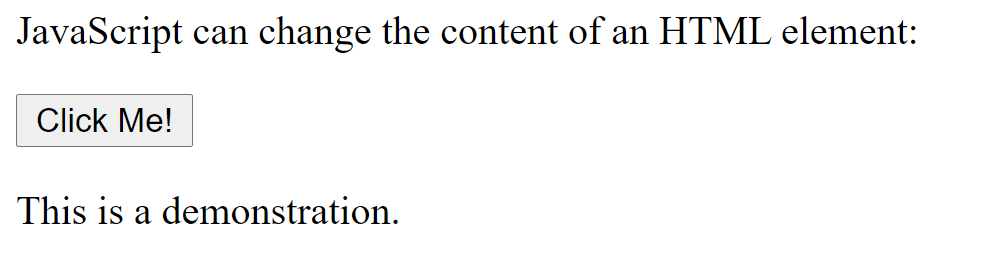 JavaScript can change the content of an HTML element:
Click Me!
This is a demonstration.